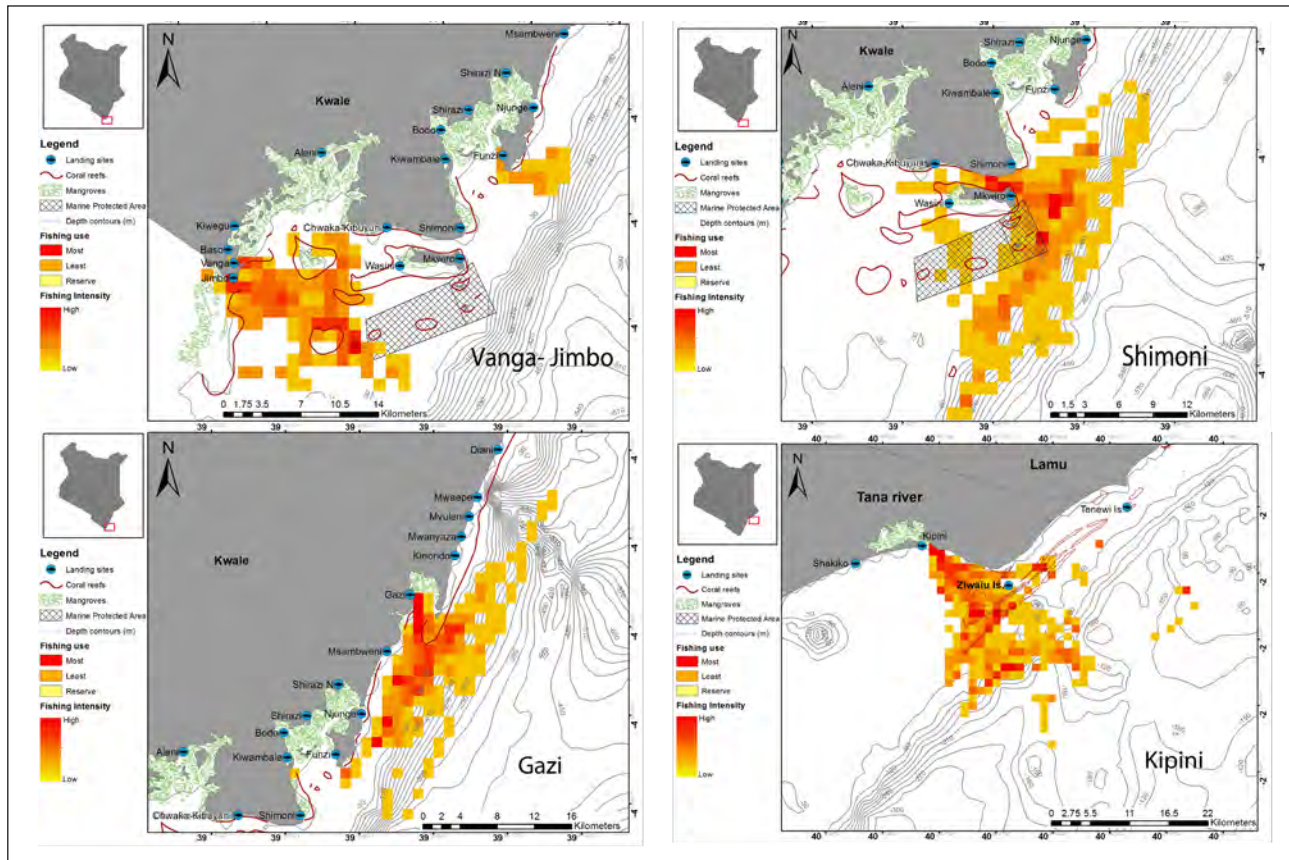 N
Msambweni
Shirazi N
Njunge
Shirazi
Bodo
Kwale
Aleni
Kiwambale
Funzi
Kiwegu
Chwaka-Kibuyuni
Shimoni
Baso
Vanga
Jimbo
Wasini
Mkwiro
Legend
Landing sites
Coral reefs
Mangroves
Marine Protected Area
Depth contours (m)
Fishing use
Most
Least
Reserve
Fishing Intensity
High
Low
Vanga- Jimbo
0 1.75 3.5 7 10.5 14
Kilometers
39 39 39 39
N
Kwale
Shirazi
Njunge
Bodo
Aleni
Kiwambale
Funzi
Chwaka-Kibuyuni
Shimoni
Wasini
Mkwiro
Legend
Landing sites
Coral reefs
Mangroves
Marine Protected Area
Depth contours (m)
Fishing use
Most
Least
Reserve
Fishing Intensity
High
Low
Shimoni
0 1.5 3 6 9 12
Kilometers
39 39 39 39
N
Diani
Mwaepe
Mvuleni
Mwanyaza
Kinondo
Kwale
Gazi
Msambweni
Shirazi N
Shirazi
Njunge
Bodo
Aleni
Kiwambale
Funzi
Chwaka-Kibuyuni
Shimoni
Legend
Landing sites
Coral reefs
Mangroves
Marine Protected Area
Depth contours (m)
Fishing use
Most
Least
Reserve
Fishing Intensity
High
Low
Gazi
0 2 4 8 12 16
Kilometers
39 39 39 39
N
40 40 40 40 40 40
Lamu
Tana river
Tenewi Is
Kipini
Shakiko
Ziwaiu Is.
Legend
Landing sites
Coral reefs
Mangroves
Marine Protected Area
Depth contours (m)
Fishing use
Most
Least
Reserve
Fishing Intensity
High
Low
Kipini
0 2.75 5.5 11 16.5 22
Kilometers
40 40 40 40 40 40